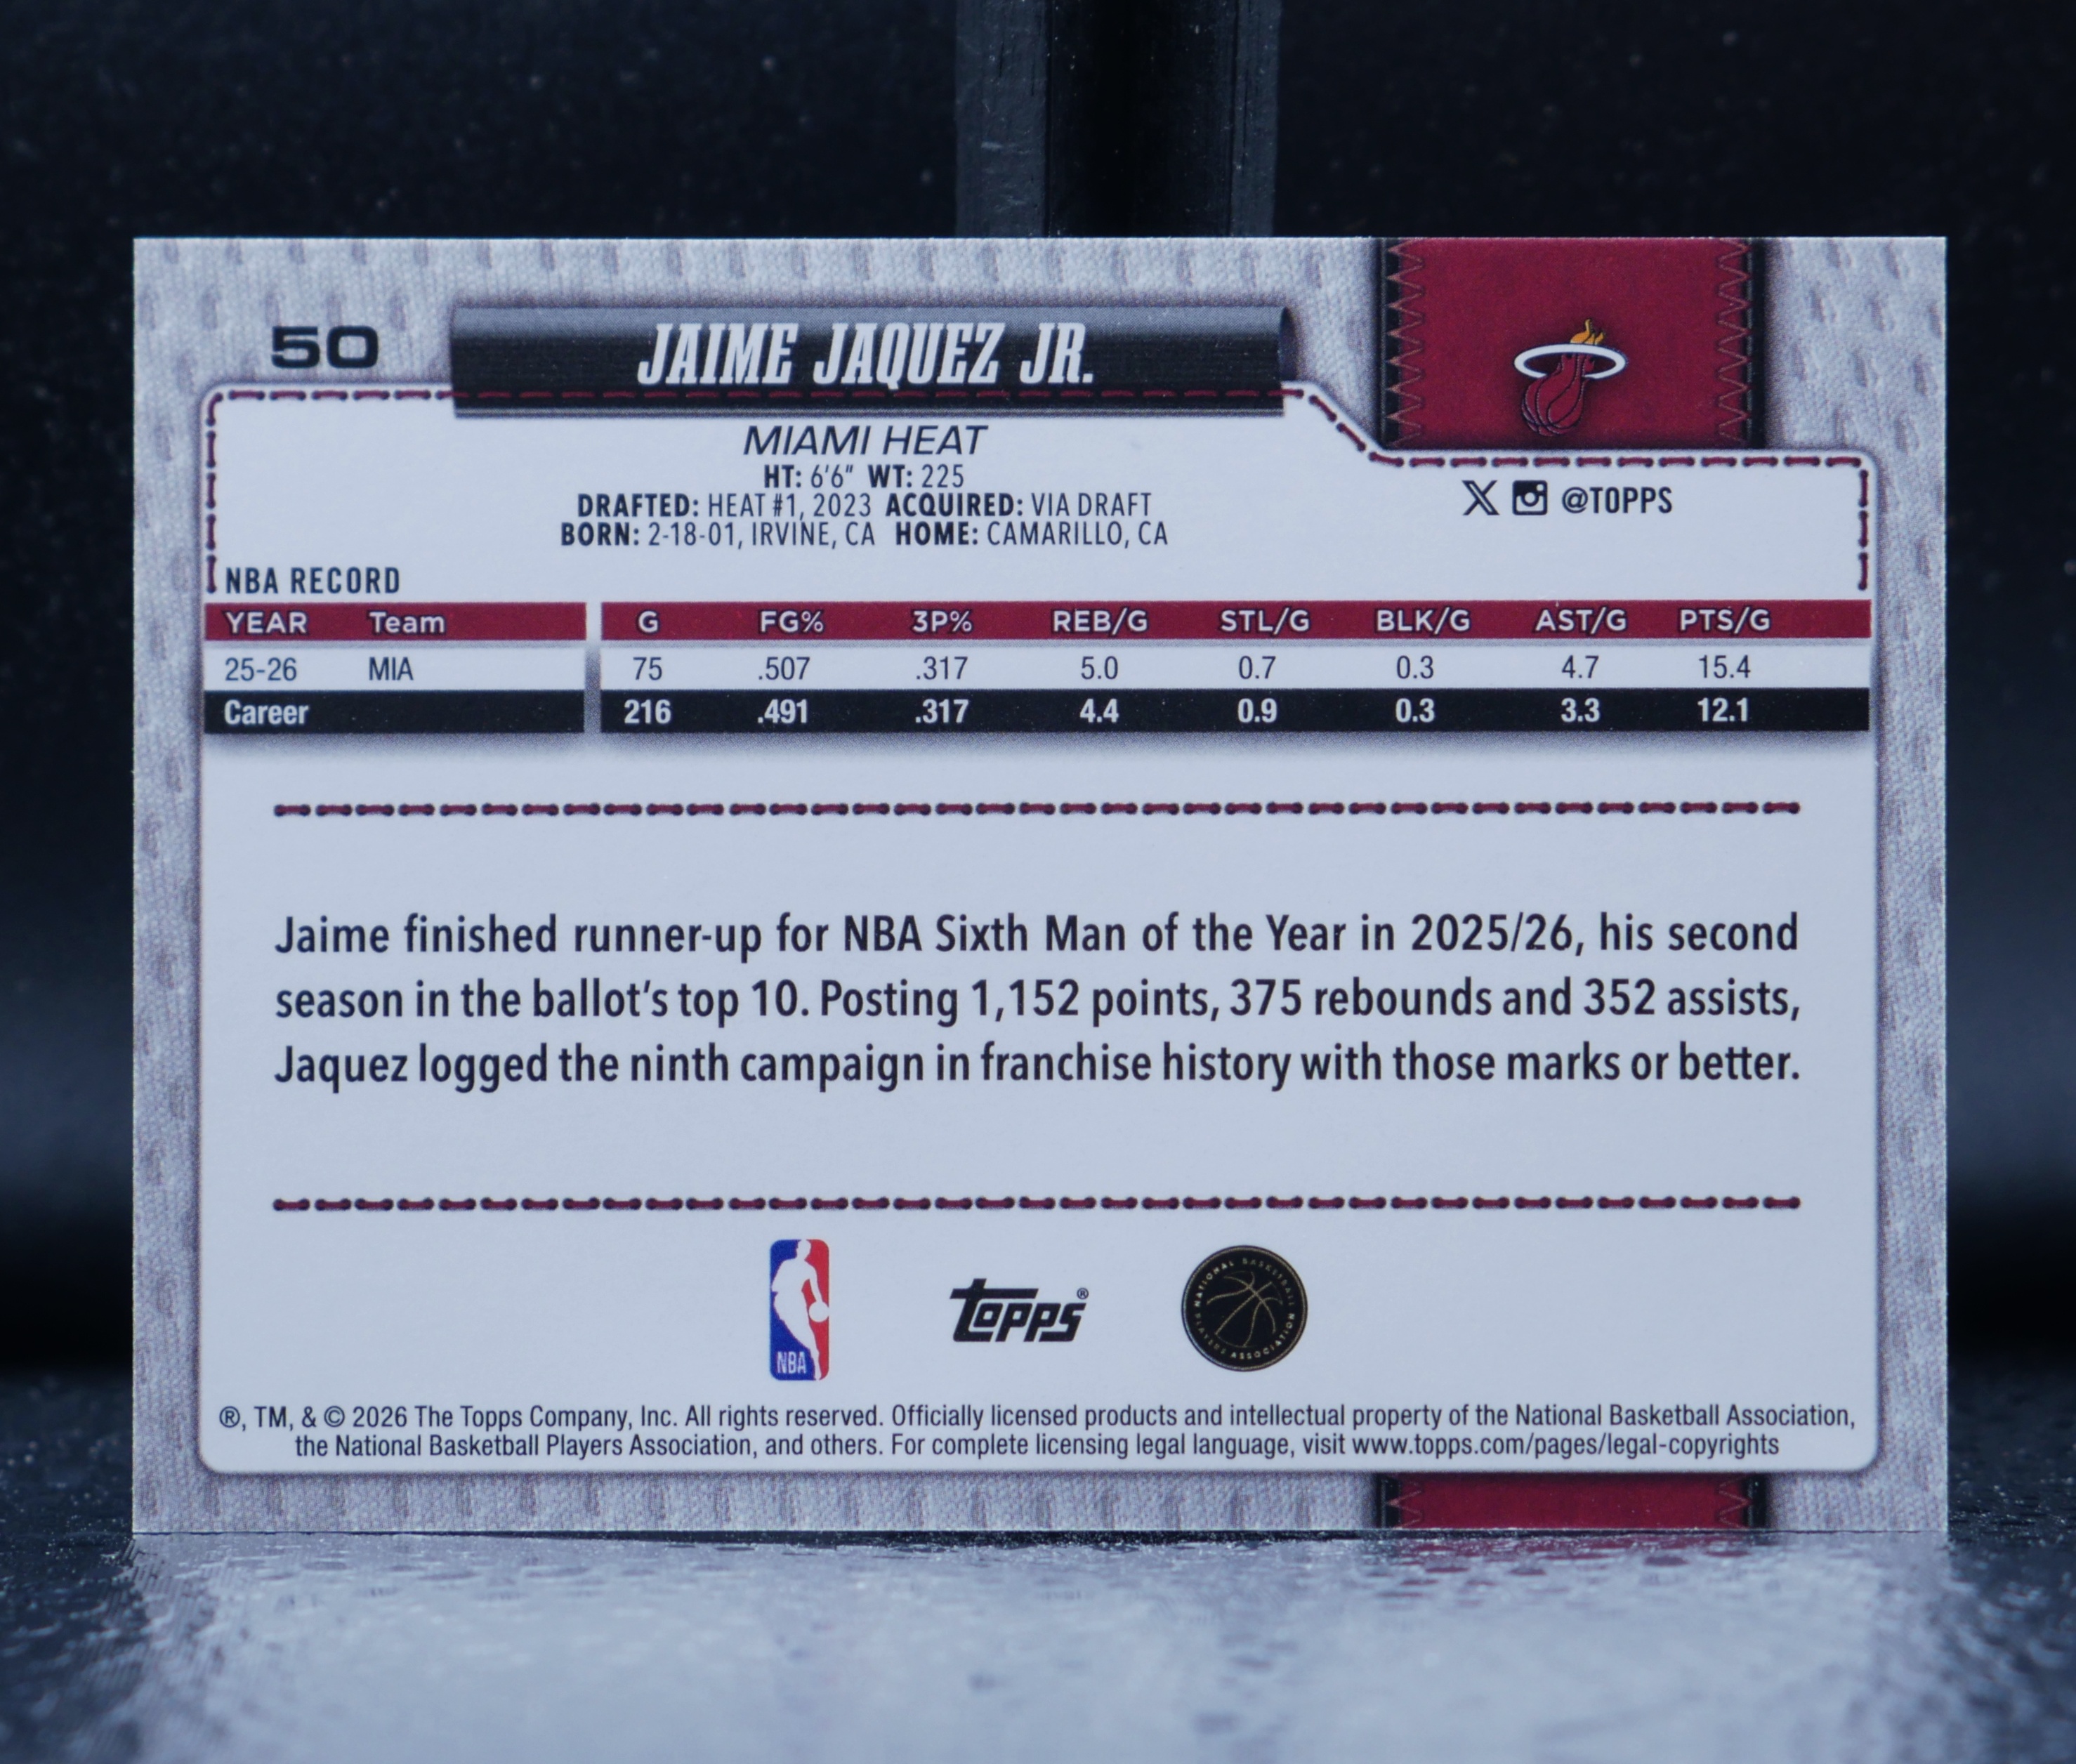 50
JAIME JAQUEZ JR.
MIAMI HEAT
HT: 6'6" WT: 225
DRAFTED: HEAT #1, 2023 ACQUIRED: VIA DRAFT
BORN: 2-18-01, IRVINE, CA HOME: CAMARILLO, CA
@TOPPS
NBA RECORD
YEAR Team G FG% 3P% REB/G STL/G BLK/G AST/G PTS/G
25-26 MIA 75 .507 .317 5.0 0.7 0.3 4.7 15.4
Career 216 .491 .317 4.4 0.9 0.3 3.3 12.1
Jaime finished runner-up for NBA Sixth Man of the Year in 2025/26, his second
season in the ballot's top 10. Posting 1,152 points, 375 rebounds and 352 assists,
Jaquez logged the ninth campaign in franchise history with those marks or better.
NBA
topps®
NATIONAL BASKETBALL PLAYERS ASSOCIATION
®, TM, & © 2026 The Topps Company, Inc. All rights reserved. Officially licensed products and intellectual property of the National Basketball Association,
the National Basketball Players Association, and others. For complete licensing legal language, visit www.topps.com/pages/legal-copyrights